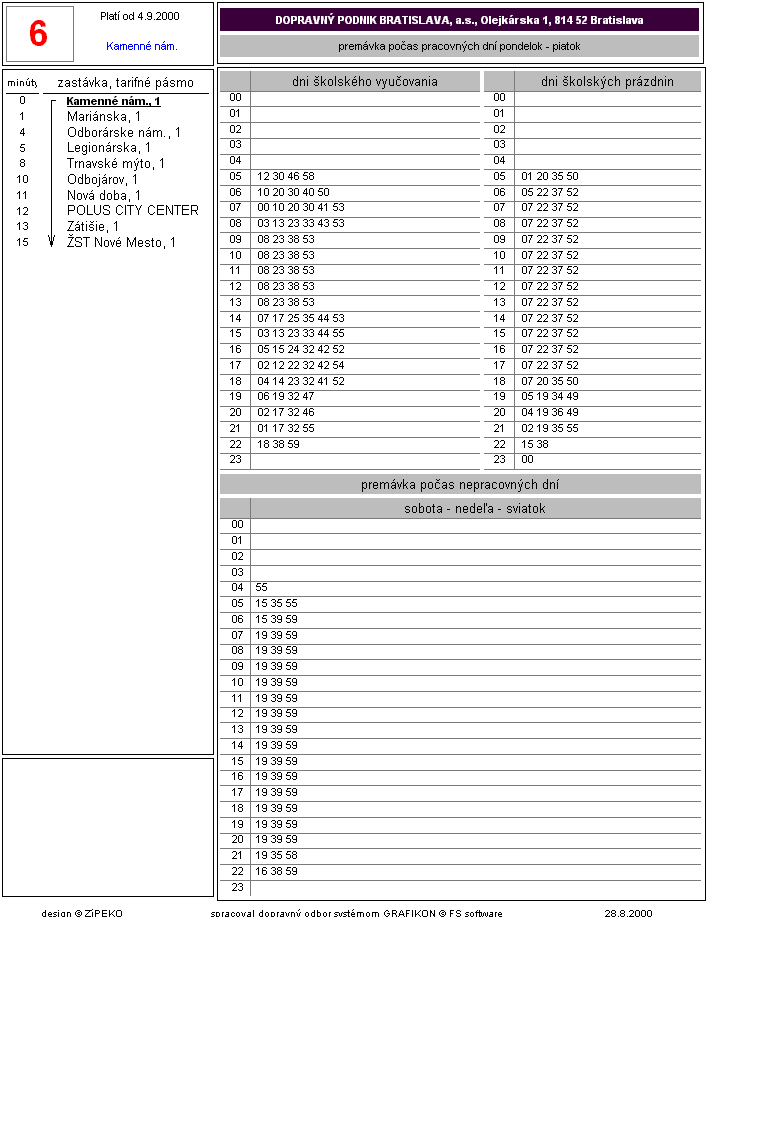 6
Platí od 4.9.2000
Kamenné nám.
DOPRAVNÝ PODNIK BRATISLAVA, a.s., Olejkárska 1, 814 52 Bratislava
premávka počas pracovných dní pondelok - piatok
minúty zastávka, tarifné pásmo
0 Kamenné nám., 1
1 Mariánska, 1
4 Odborárske nám., 1
5 Legionárska, 1
8 Trnavské mýto, 1
10 Odbojárov, 1
11 Nová doba, 1
12 POLUS CITY CENTER
13 Zátišie, 1
15 ŽST Nové Mesto, 1
dni školského vyučovania
00
01
02
03
04
05 12 30 46 58
06 10 20 30 40 50
07 00 10 20 30 41 53
08 03 13 23 33 43 53
09 08 23 38 53
10 08 23 38 53
11 08 23 38 53
12 08 23 38 53
13 08 23 38 53
14 07 17 25 35 44 53
15 03 13 23 33 44 55
16 05 15 24 32 42 52
17 02 12 22 32 42 54
18 04 14 23 32 41 52
19 06 19 32 47
20 02 17 32 46
21 01 17 32 55
22 18 38 59
23
dni školských prázdnin
00
01
02
03
04
05 01 20 35 50
06 05 22 37 52
07 07 22 37 52
08 07 22 37 52
09 07 22 37 52
10 07 22 37 52
11 07 22 37 52
12 07 22 37 52
13 07 22 37 52
14 07 22 37 52
15 07 22 37 52
16 07 22 37 52
17 07 22 37 52
18 07 20 35 50
19 05 19 34 49
20 04 19 36 49
21 02 19 35 55
22 15 38
23 00
premávka počas nepracovných dní
sobota - nedeľa - sviatok
00
01
02
03
04 55
05 15 35 55
06 15 39 59
07 19 39 59
08 19 39 59
09 19 39 59
10 19 39 59
11 19 39 59
12 19 39 59
13 19 39 59
14 19 39 59
15 19 39 59
16 19 39 59
17 19 39 59
18 19 39 59
19 19 39 59
20 19 39 59
21 19 35 58
22 16 38 59
23
design © ZiPEKO spracoval dopravný odbor systémom GRAFIKON © FS software 28.8.2000